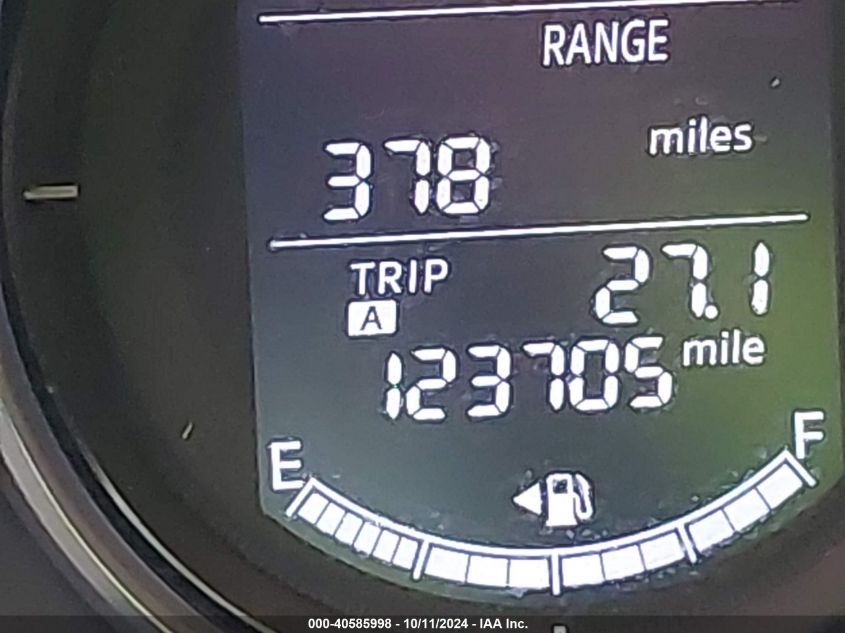 RANGE
378 miles
TRIP A 27.1
123705 mile
E F
000-40585998 - 10/11/2024 - IAA Inc.